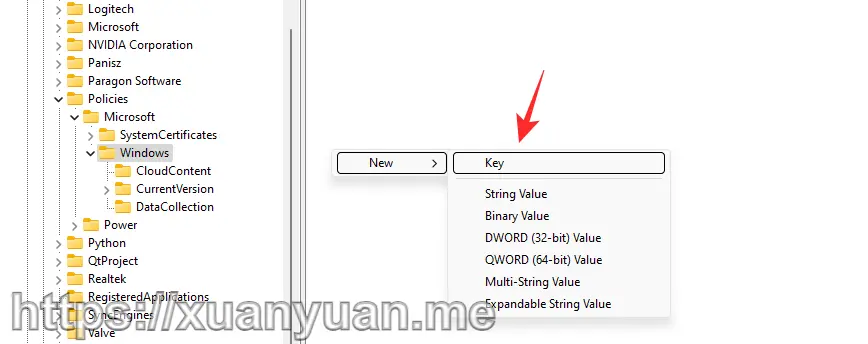 Logitech
Microsoft
NVIDIA Corporation
Panisz
Paragon Software
Policies
Microsoft
SystemCertificates
Windows
CloudContent
CurrentVersion
DataCollection
Power
Python
QtProject
Realtek
RegisteredApplications
SyncEngines
Valve
New
Key
String Value
Binary Value
DWORD (32-bit) Value
QWORD (64-bit) Value
Multi-String Value
Expandable String Value
https://xuanyuan.me